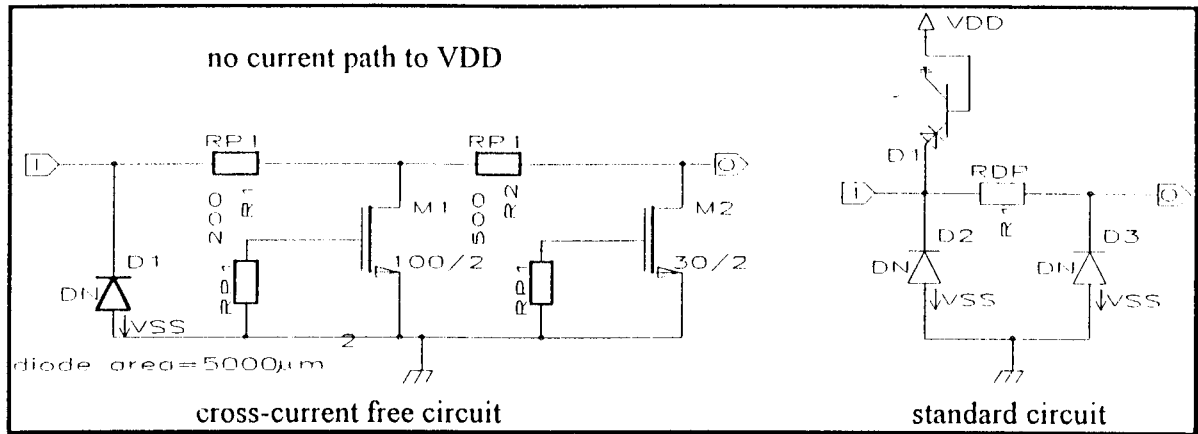 no current path to VDD
VDD
RP1
RP1
D1
RDP
I
O
i
O
200
R1
500
R2
R1
M1
M2
D2
D3
D1
DN
RP1
100/2
RP1
30/2
DN
DN
VSS
VSS
VSS
2
diode area=5000µm
cross-current free circuit
standard circuit